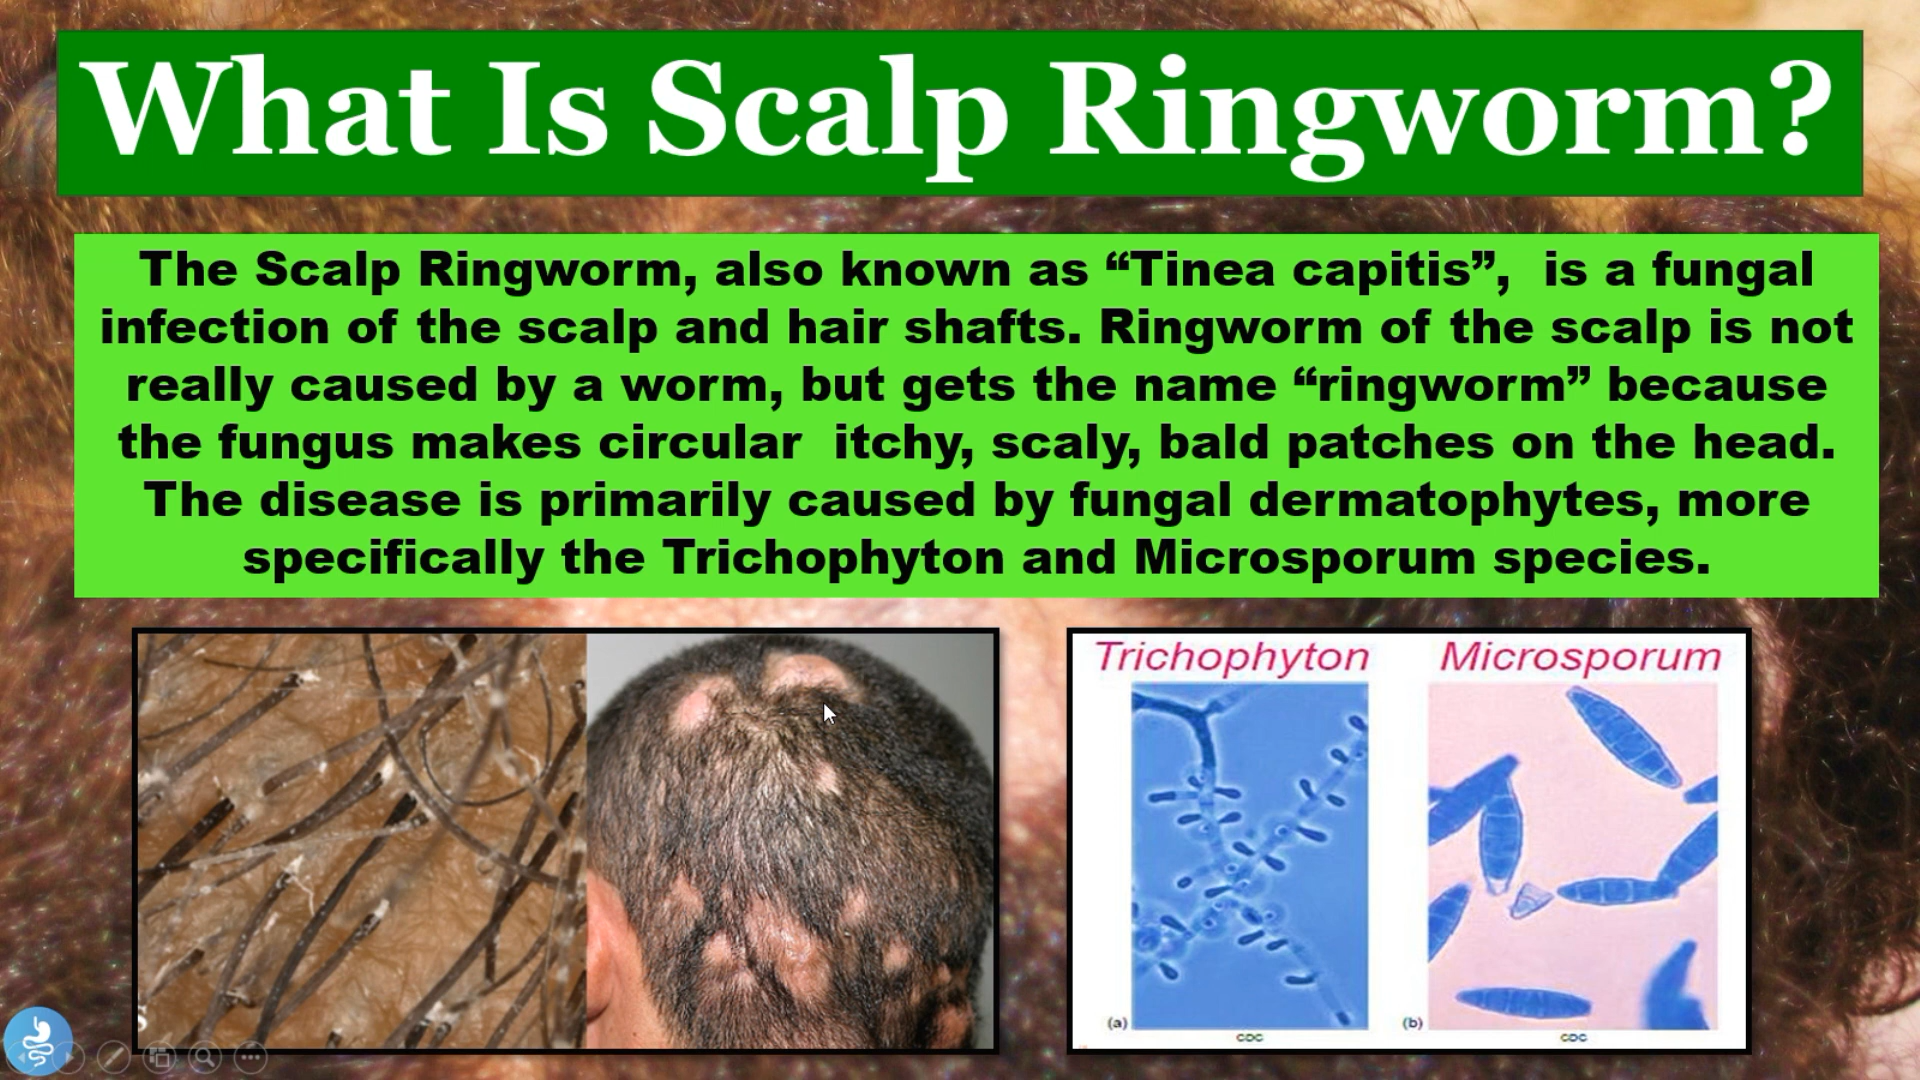 What Is Scalp Ringworm?
The Scalp Ringworm, also known as “Tinea capitis”,  is a fungal
infection of the scalp and hair shafts. Ringworm of the scalp is not
really caused by a worm, but gets the name “ringworm” because
the fungus makes circular  itchy, scaly, bald patches on the head.
The disease is primarily caused by fungal dermatophytes, more
specifically the Trichophyton and Microsporum species.
Trichophyton Microsporum
(a) (b)
CDC CDC